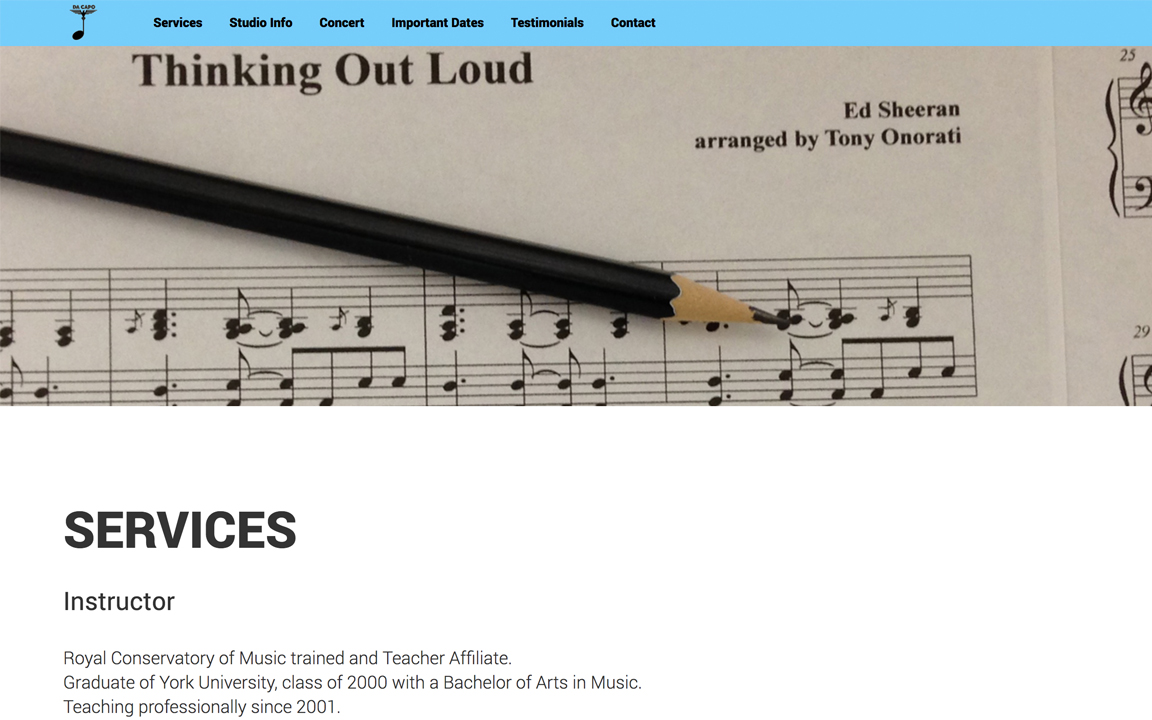 DA CAPO
Services Studio Info Concert Important Dates Testimonials Contact
Thinking Out Loud
Ed Sheeran
arranged by Tony Onorati
25
29
SERVICES
Instructor
Royal Conservatory of Music trained and Teacher Affiliate.
Graduate of York University, class of 2000 with a Bachelor of Arts in Music.
Teaching professionally since 2001.